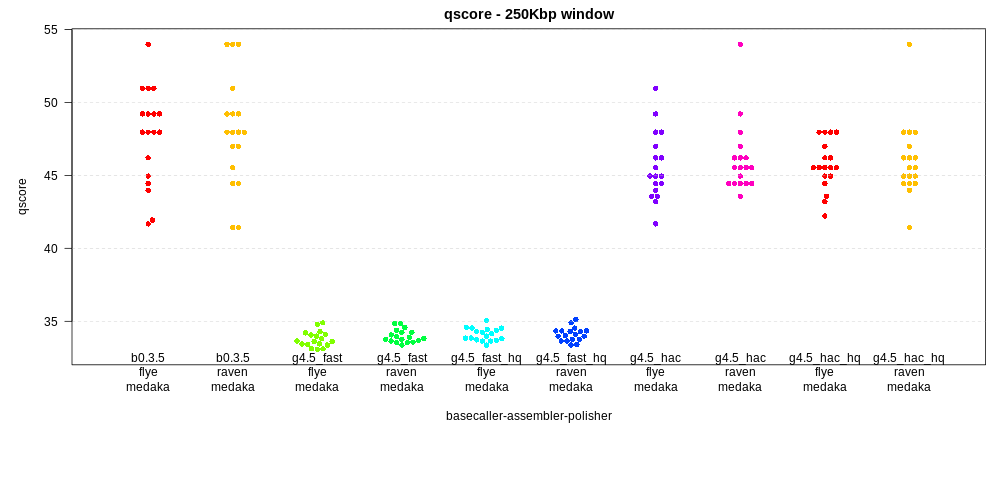 qscore - 250Kbp window
55
50
45
40
35
qscore
b0.3.5 b0.3.5 g4.5_fast g4.5_fast g4.5_fast_hq g4.5_fast_hq g4.5_hac g4.5_hac g4.5_hac_hq g4.5_hac_hq
flye raven flye raven flye raven flye raven flye raven
medaka medaka medaka medaka medaka medaka medaka medaka medaka medaka
basecaller-assembler-polisher